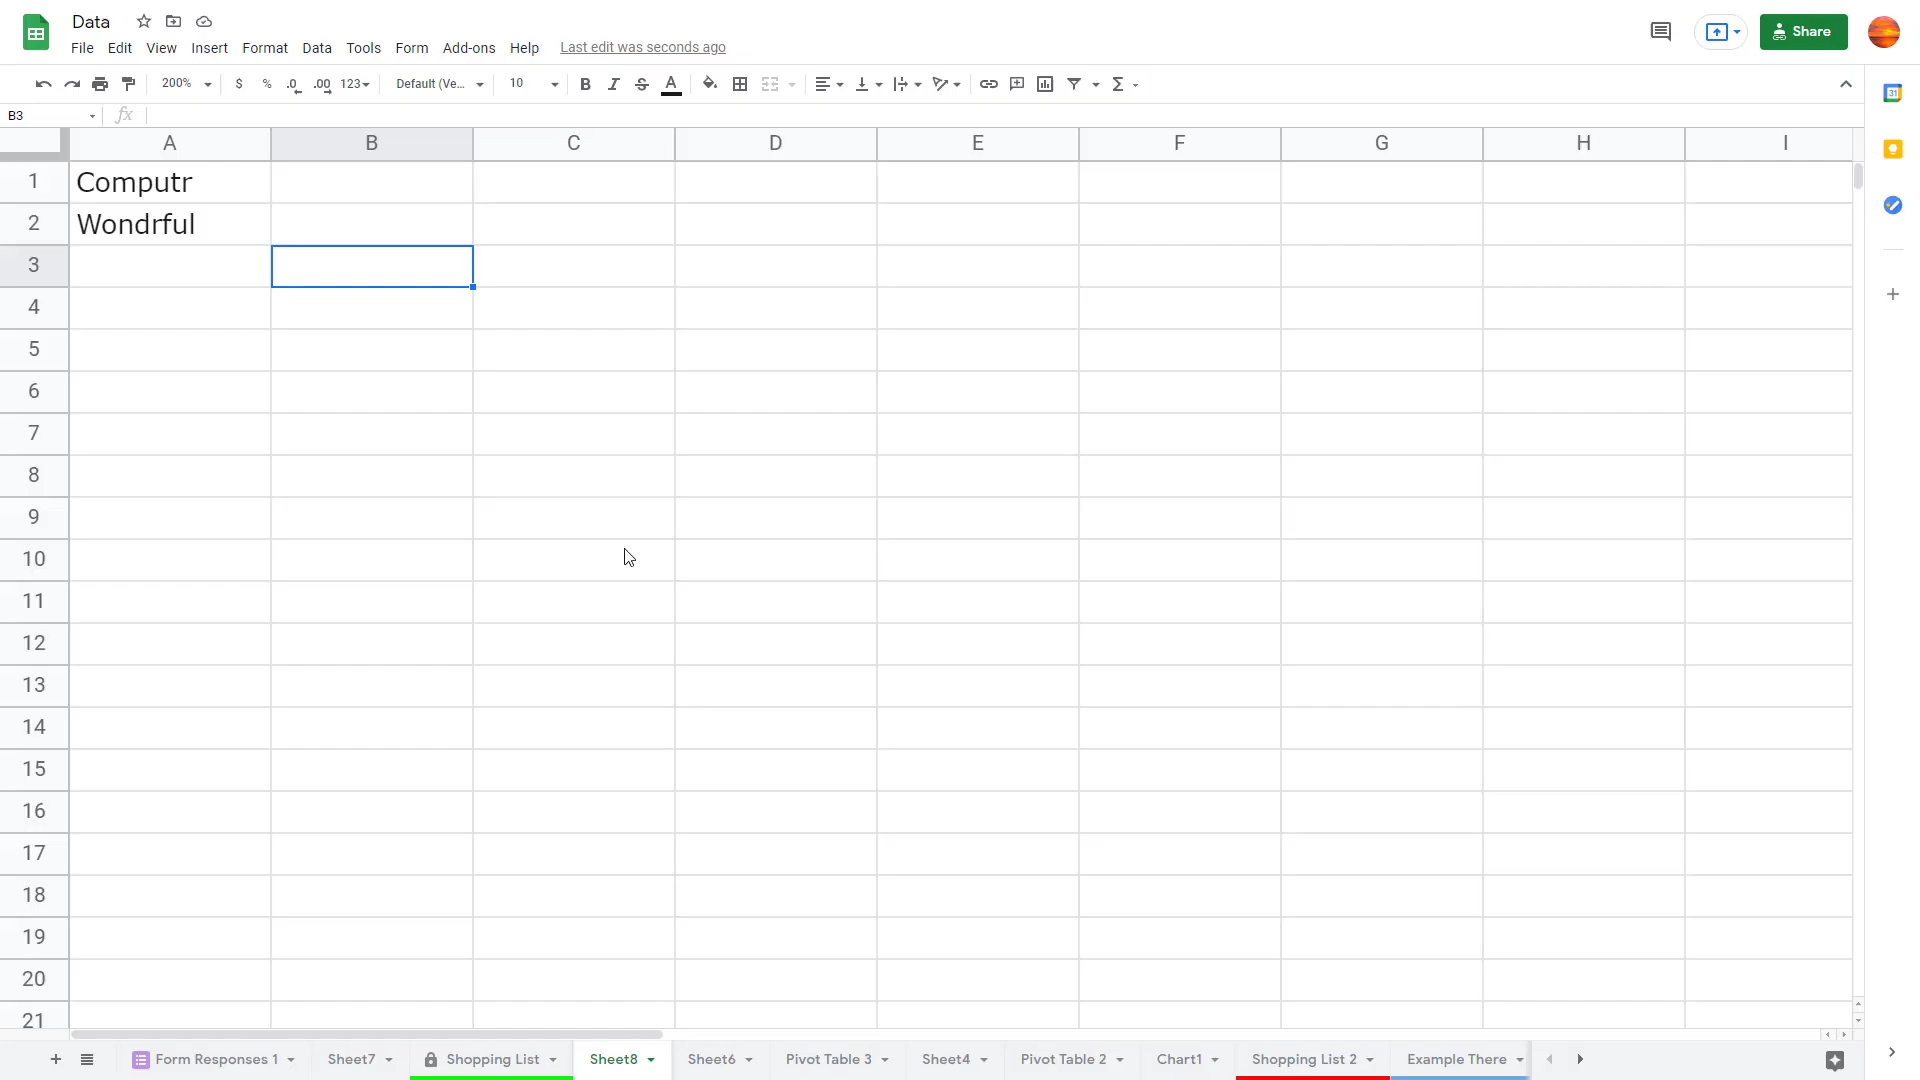 Data
File Edit View Insert Format Data Tools Form Add-ons Help Last edit was seconds ago
Share
200% $ % .0 .00 123 Default (Ve... 10 B I S A Σ
31
B3 fx
A B C D E F G H I
1 Computr
2 Wondrful
3
4
5
6
7
8
9
10
11
12
13
14
15
16
17
18
19
20
21
+ Form Responses 1 Sheet7 Shopping List Sheet8 Sheet6 Pivot Table 3 Sheet4 Pivot Table 2 Chart1 Shopping List 2 Example There